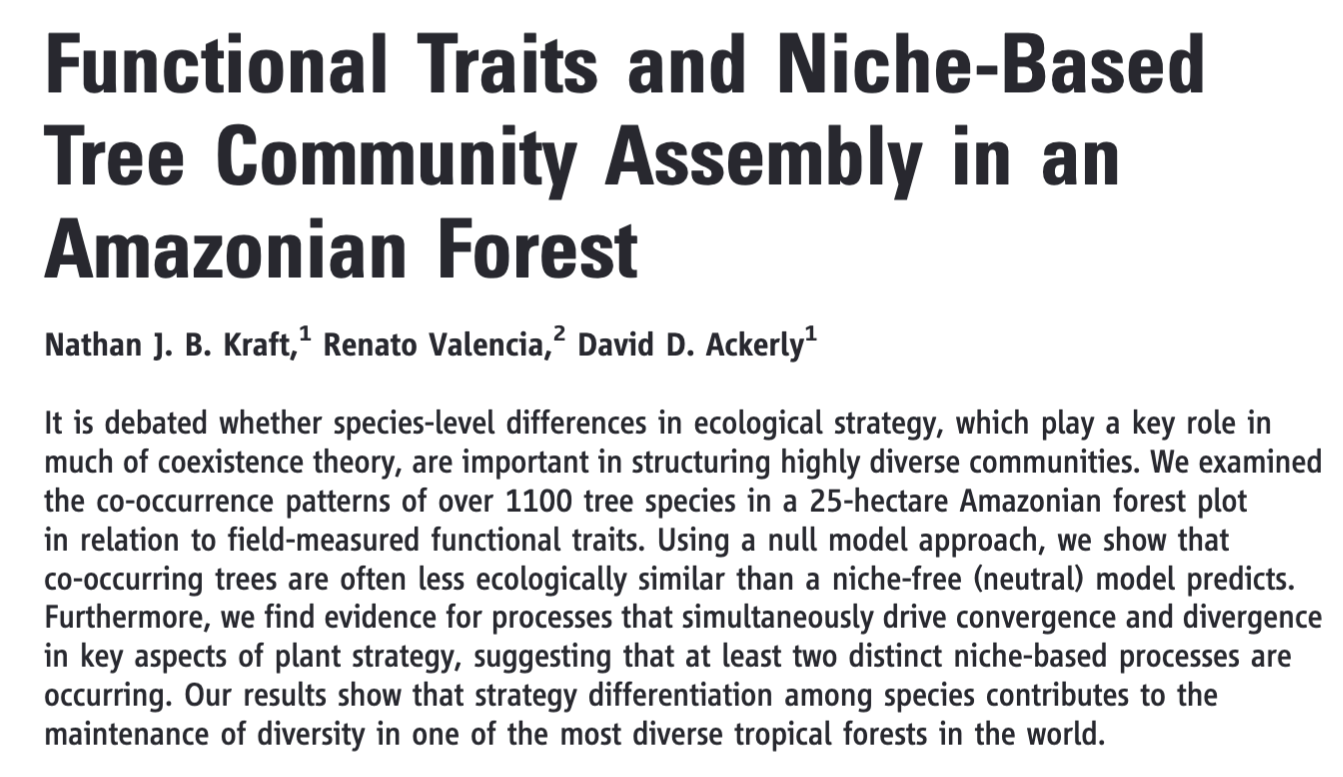 Functional Traits and Niche-Based
Tree Community Assembly in an
Amazonian Forest
Nathan J. B. Kraft,1 Renato Valencia,2 David D. Ackerly1
It is debated whether species-level differences in ecological strategy, which play a key role in
much of coexistence theory, are important in structuring highly diverse communities. We examined
the co-occurrence patterns of over 1100 tree species in a 25-hectare Amazonian forest plot
in relation to field-measured functional traits. Using a null model approach, we show that
co-occurring trees are often less ecologically similar than a niche-free (neutral) model predicts.
Furthermore, we find evidence for processes that simultaneously drive convergence and divergence
in key aspects of plant strategy, suggesting that at least two distinct niche-based processes are
occurring. Our results show that strategy differentiation among species contributes to the
maintenance of diversity in one of the most diverse tropical forests in the world.